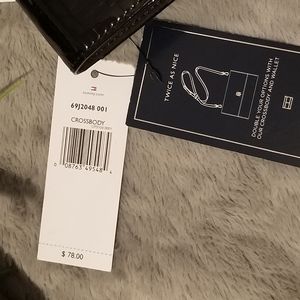 69J2048 001
CROSSBODY
0 08763 49548 4
$ 78.00
TWICE AS NICE
DOUBLE YOUR OPTIONS WITH
OUR CROSSBODY AND WALLET